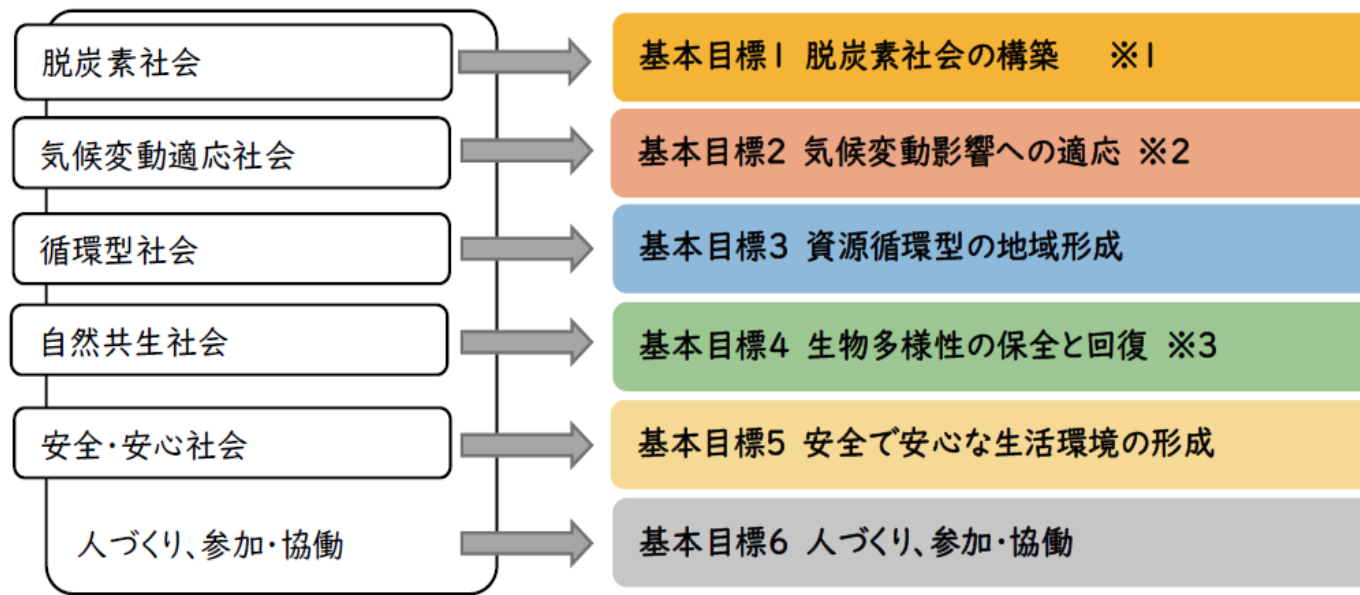 脱炭素社会
基本目標1 脱炭素社会の構築 ※1
気候変動適応社会
基本目標2 気候変動影響への適応 ※2
循環型社会
基本目標3 資源循環型の地域形成
自然共生社会
基本目標4 生物多様性の保全と回復 ※3
安全・安心社会
基本目標5 安全で安心な生活環境の形成
人づくり、参加・協働
基本目標6 人づくり、参加・協働